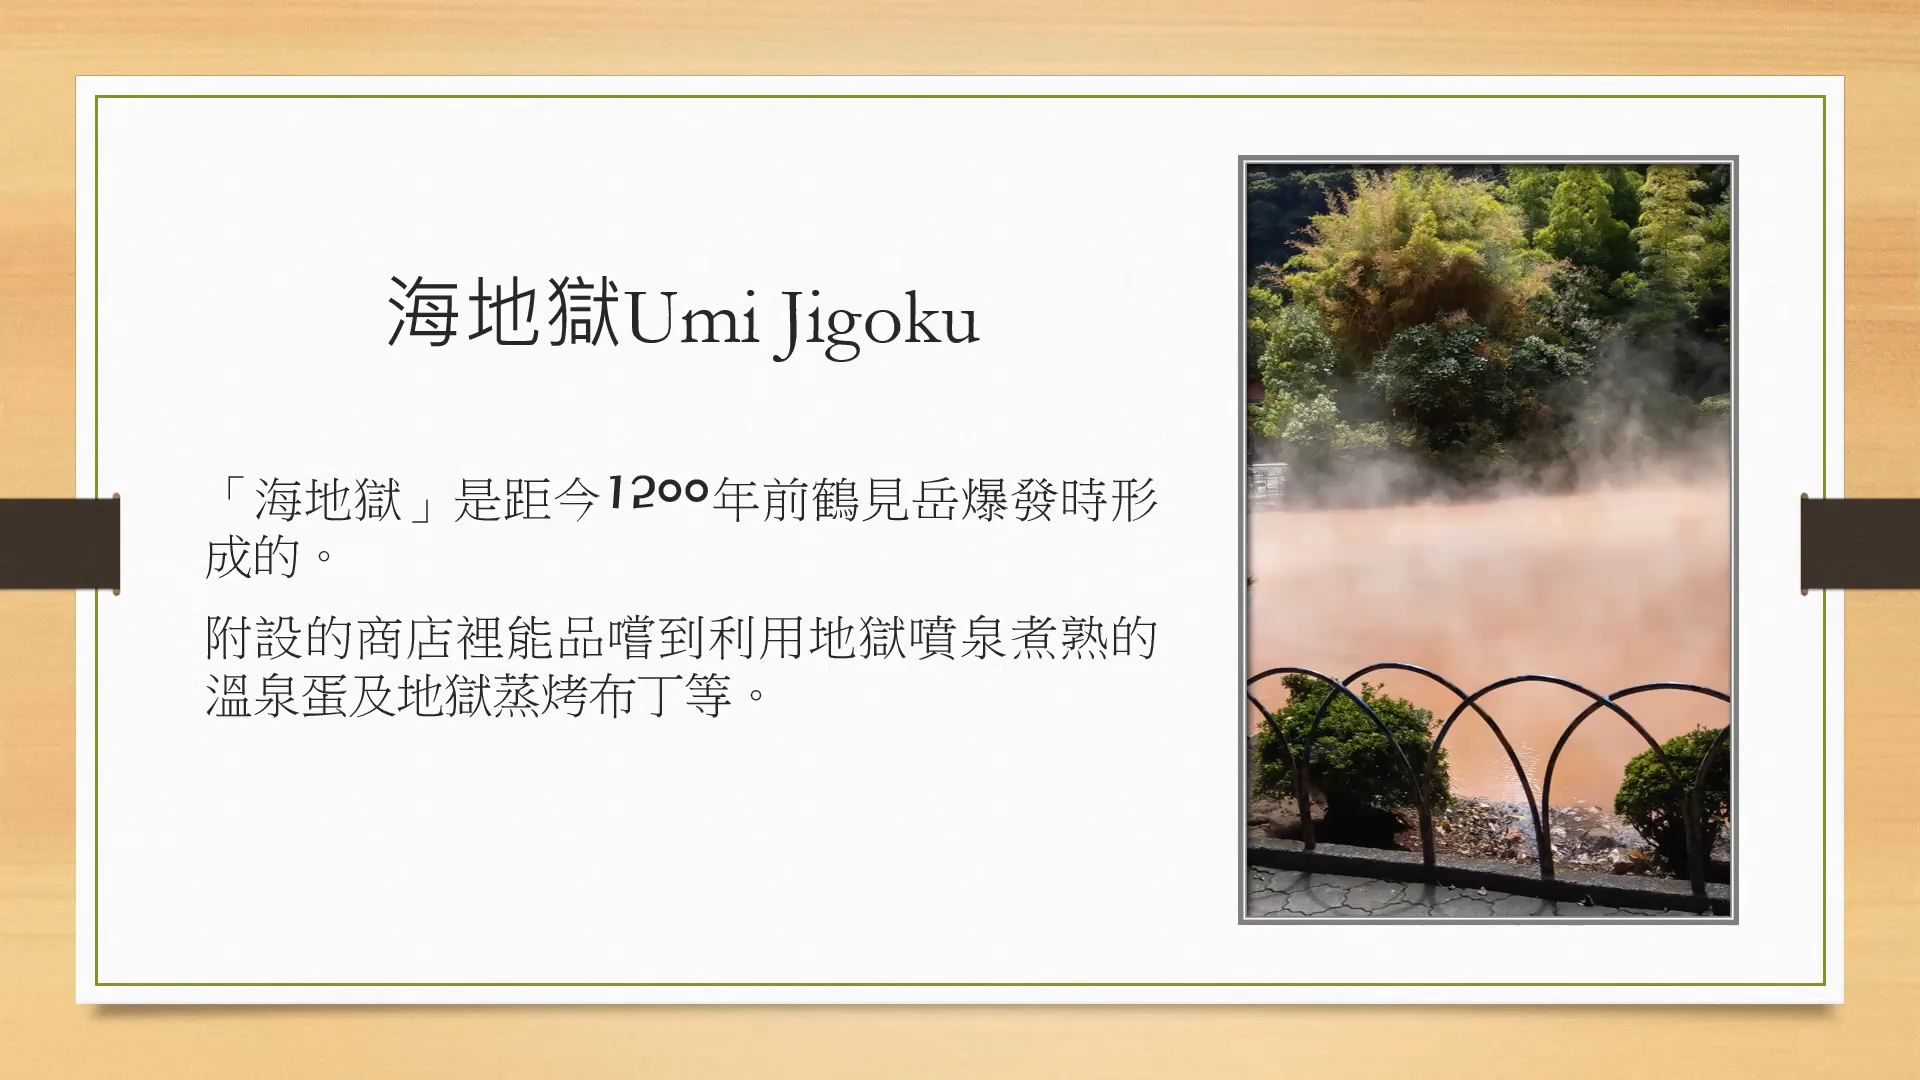 海地獄Umi Jigoku
「海地獄」是距今1200年前鶴見岳爆發時形
成的。
附設的商店裡能品嚐到利用地獄噴泉煮熟的
溫泉蛋及地獄蒸烤布丁等。